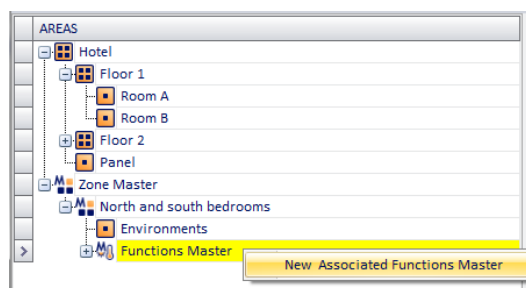 AREAS
Hotel
Floor 1
Room A
Room B
Floor 2
Panel
Zone Master
North and south bedrooms
Environments
Functions Master
New Associated Functions Master